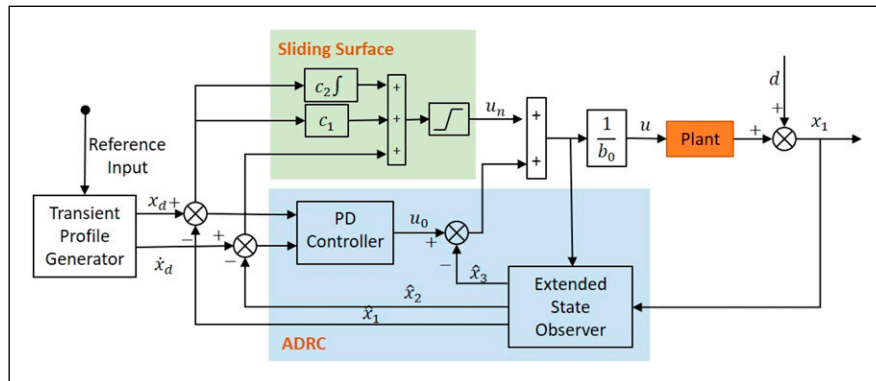 Sliding Surface
c₂∫
c₁
+
+
+
uₙ
Reference
Input
Transient
Profile
Generator
x_d +
−
+
−
ẋ_d
PD
Controller
u₀
+
−
x̂₃
x̂₂
x̂₁
ADRC
Extended
State
Observer
+
+
1
b₀
u
Plant
+
d
+
x₁